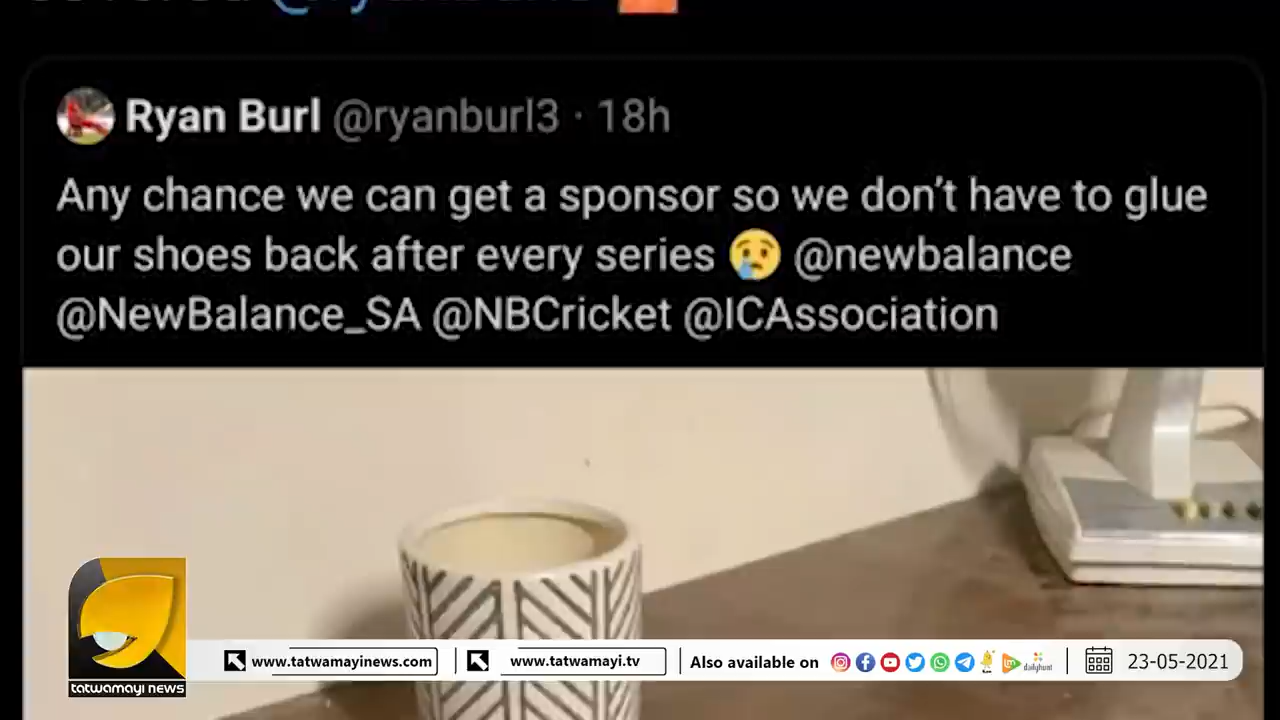 Ryan Burl @ryanburl3 · 18h
Any chance we can get a sponsor so we don't have to glue
our shoes back after every series 😢 @newbalance
@NewBalance_SA @NBCricket @ICAssociation
tatwamayi news
www.tatwamayinews.com
www.tatwamayi.tv
Also available on
dailyhunt
23-05-2021